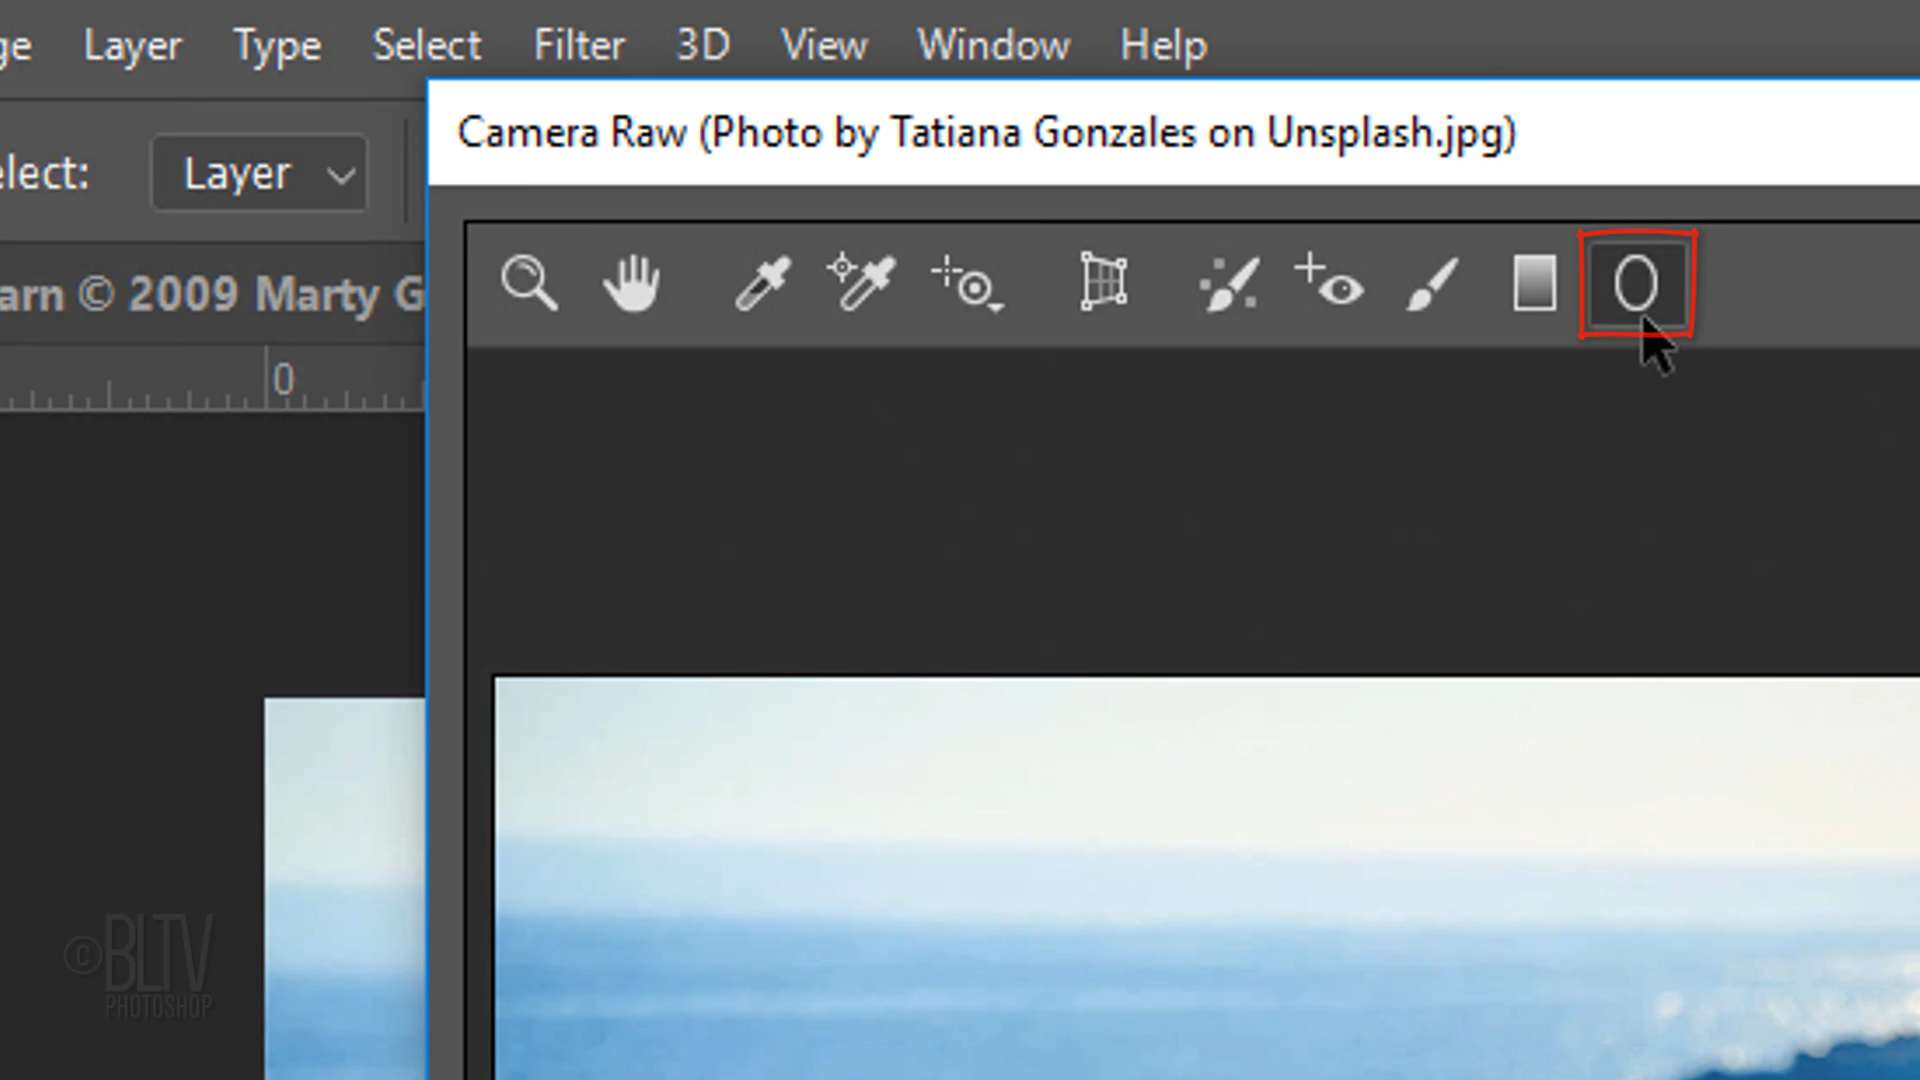 ge Layer Type Select Filter 3D View Window Help
Camera Raw (Photo by Tatiana Gonzales on Unsplash.jpg)
elect: Layer
arn © 2009 Marty G
0
© BLTV
PHOTOSHOP